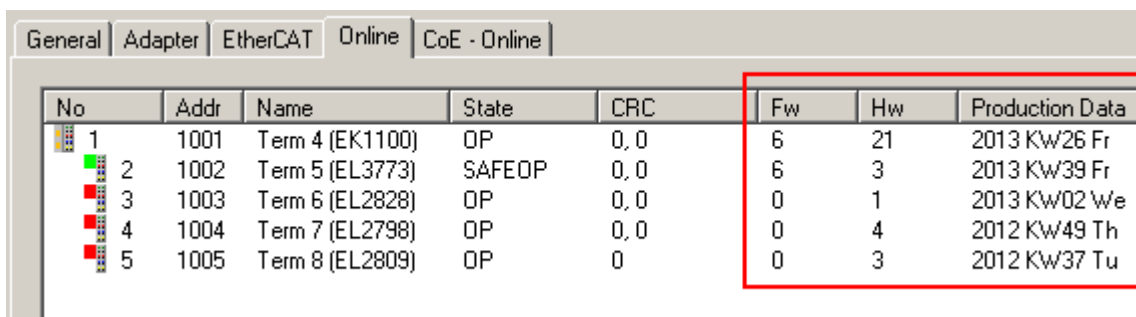 General Adapter EtherCAT Online CoE - Online
No Addr Name State CRC Fw Hw Production Data
1 1001 Term 4 (EK1100) OP 0, 0 6 21 2013 KW26 Fr
2 1002 Term 5 (EL3773) SAFEOP 0, 0 6 3 2013 KW39 Fr
3 1003 Term 6 (EL2828) OP 0, 0 0 1 2013 KW02 We
4 1004 Term 7 (EL2798) OP 0, 0 0 4 2012 KW49 Th
5 1005 Term 8 (EL2809) OP 0 0 3 2012 KW37 Tu